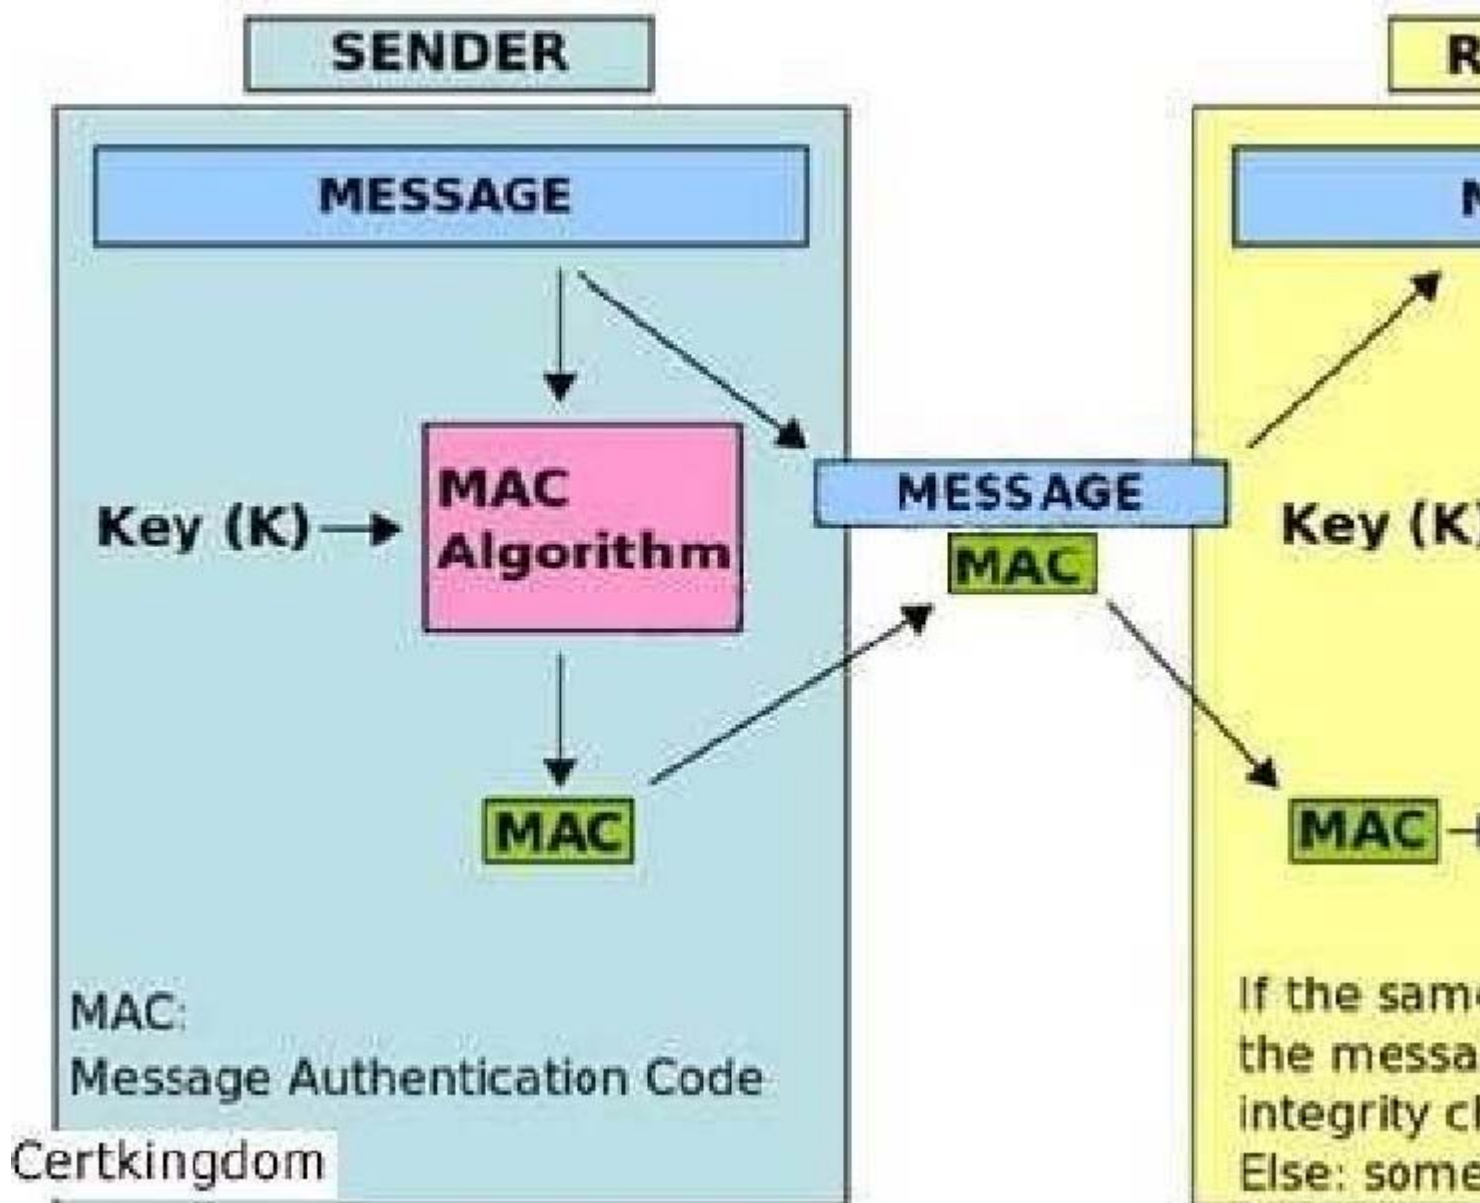 SENDER
MESSAGE
MAC
Algorithm
Key (K)
MAC
MAC:
Message Authentication Code
Certkingdom
MESSAGE
MAC
R
Key (K)
MAC
If the same
the messa
integrity c
Else: some